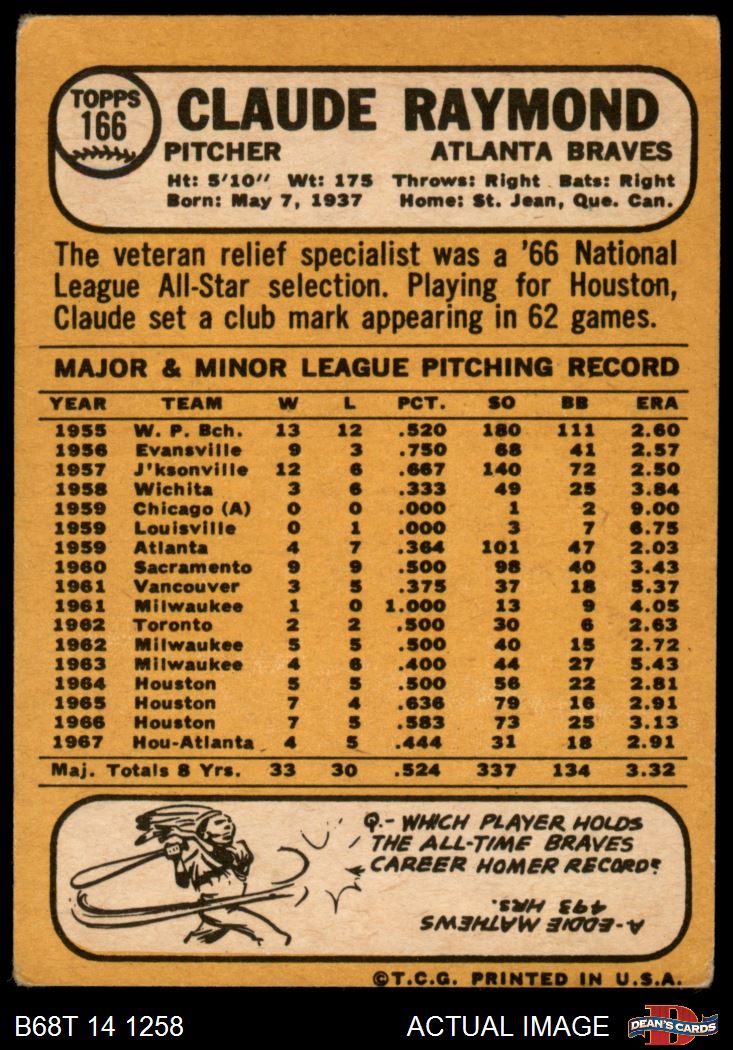 TOPPS
166
CLAUDE RAYMOND
PITCHER ATLANTA BRAVES
Ht: 5'10" Wt: 175 Throws: Right Bats: Right
Born: May 7, 1937 Home: St. Jean, Que. Can.
The veteran relief specialist was a '66 National
League All-Star selection. Playing for Houston,
Claude set a club mark appearing in 62 games.
MAJOR & MINOR LEAGUE PITCHING RECORD
YEAR TEAM W L PCT. SO BB ERA
1955 W. P. Bch. 13 12 .520 180 111 2.60
1956 Evansville 9 3 .750 68 41 2.57
1957 J'ksonville 12 6 .667 140 72 2.50
1958 Wichita 3 6 .333 49 25 3.84
1959 Chicago (A) 0 0 .000 1 2 9.00
1959 Louisville 0 1 .000 3 7 6.75
1959 Atlanta 4 7 .364 101 47 2.03
1960 Sacramento 9 9 .500 98 40 3.43
1961 Vancouver 3 5 .375 37 18 5.37
1961 Milwaukee 1 0 1.000 13 9 4.05
1962 Toronto 2 2 .500 30 6 2.63
1962 Milwaukee 5 5 .500 40 15 2.72
1963 Milwaukee 4 6 .400 44 27 5.43
1964 Houston 5 5 .500 56 22 2.81
1965 Houston 7 4 .636 79 16 2.91
1966 Houston 7 5 .583 73 25 3.13
1967 Hou-Atlanta 4 5 .444 31 18 2.91
Maj. Totals 8 Yrs. 33 30 .524 337 134 3.32
Q.- WHICH PLAYER HOLDS
THE ALL-TIME BRAVES
CAREER HOMER RECORD?
A-EDDIE MATHEWS
493 HRS.
©T.C.G. PRINTED IN U.S.A.
B68T 14 1258 ACTUAL IMAGE
DEAN'S CARDS